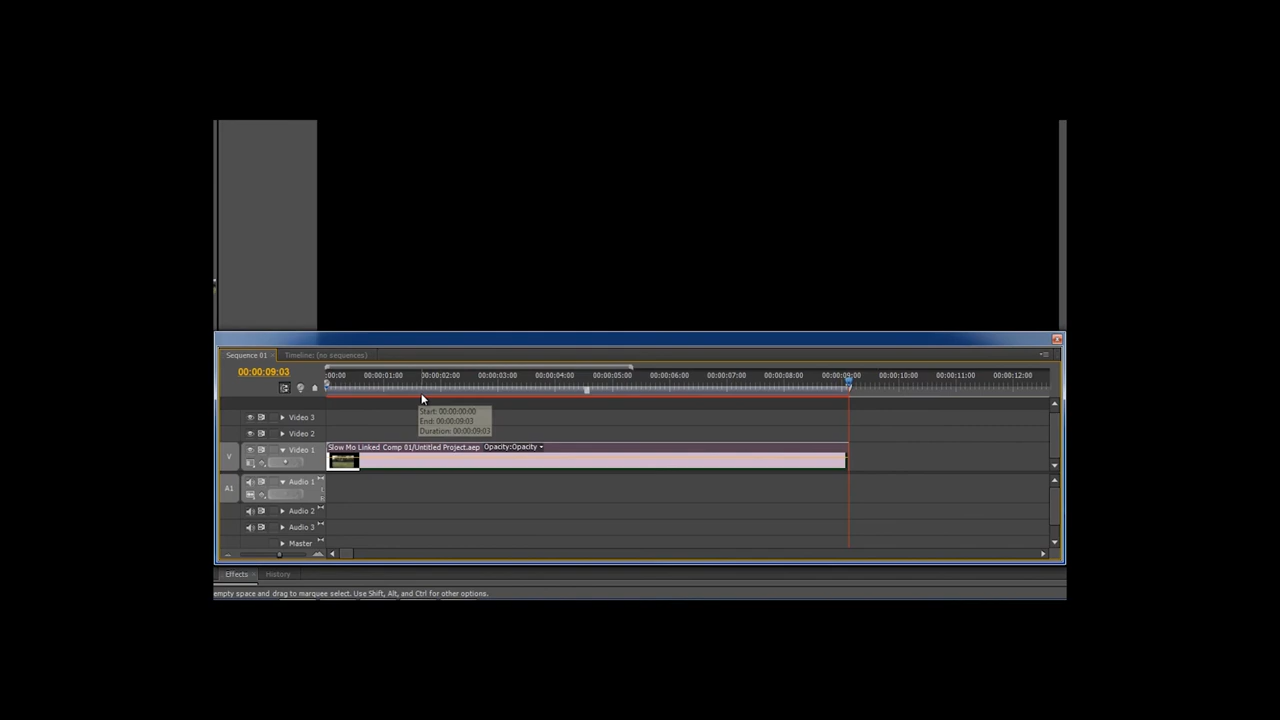 Sequence 01 Timeline: (no sequences)
00:00:09:03
:00:00 00:00:01:00 00:00:02:00 00:00:03:00 00:00:04:00 00:00:05:00 00:00:06:00 00:00:07:00 00:00:08:00 00:00:09:00 00:00:10:00 00:00:11:00 00:00:12:00
Start: 00:00:00:00
End: 00:00:09:03
Duration: 00:00:09:03
Video 3
Video 2
V Video 1
Slow Mo Linked Comp 01/Untitled Project.aep Opacity:Opacity
A1 Audio 1
Audio 2
Audio 3
Master
Effects History
empty space and drag to marquee select. Use Shift, Alt, and Ctrl for other options.